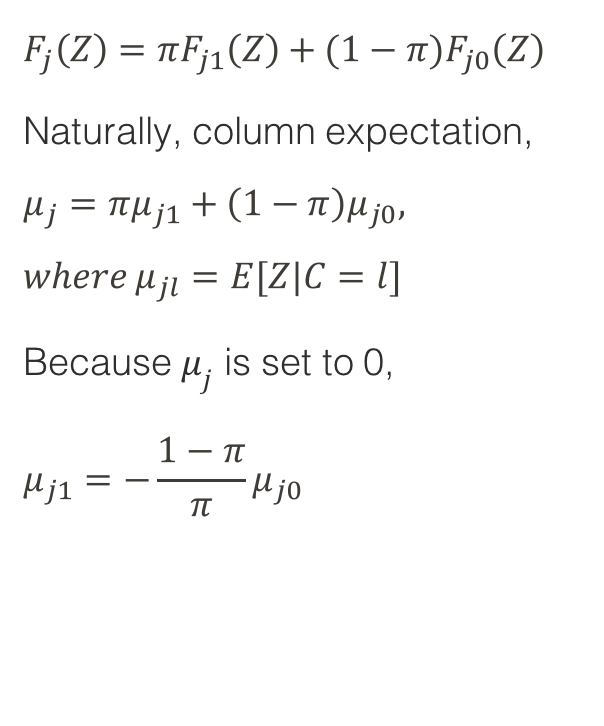 F_j(Z) = πF_{j1}(Z) + (1 − π)F_{j0}(Z)
Naturally, column expectation,
μ_j = πμ_{j1} + (1 − π)μ_{j0},
where μ_{jl} = E[Z|C = l]
Because μ_j is set to 0,
μ_{j1} = −\frac{1 − π}{π}μ_{j0}